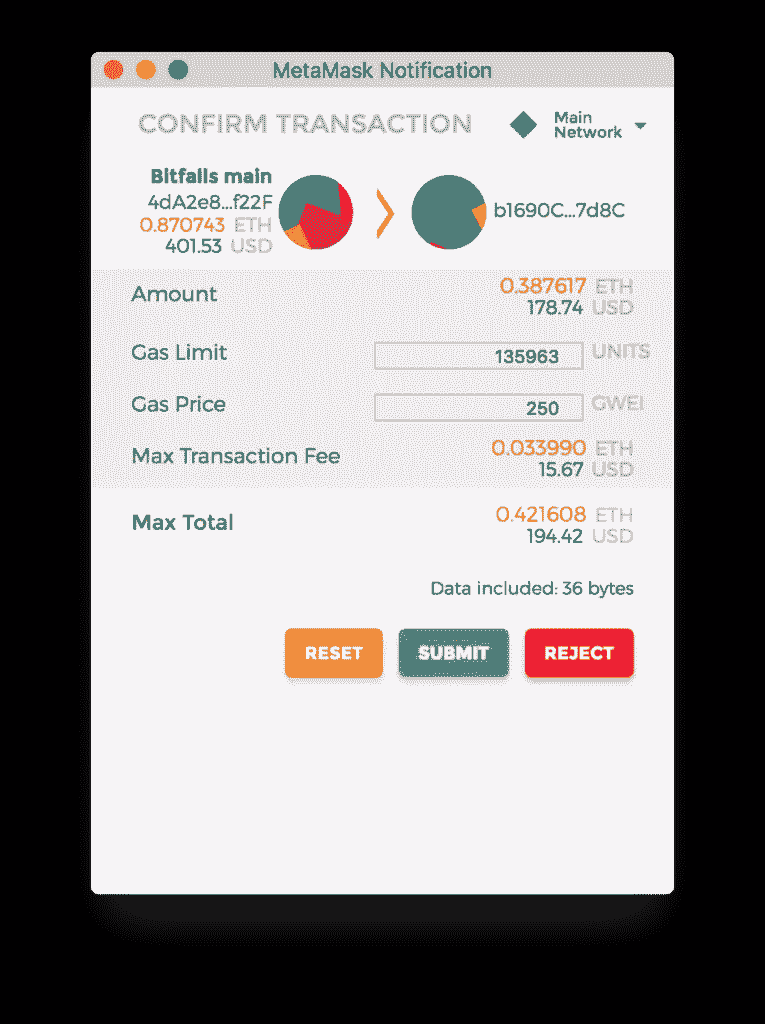 MetaMask Notification
CONFIRM TRANSACTION
Main
Network
Bitfalls main
4dA2e8...f22F
0.870743 ETH
401.53 USD
b1690C...7d8C
Amount
0.387617 ETH
178.74 USD
Gas Limit
135963 UNITS
Gas Price
250 GWEI
Max Transaction Fee
0.033990 ETH
15.67 USD
Max Total
0.421608 ETH
194.42 USD
Data included: 36 bytes
RESET
SUBMIT
REJECT